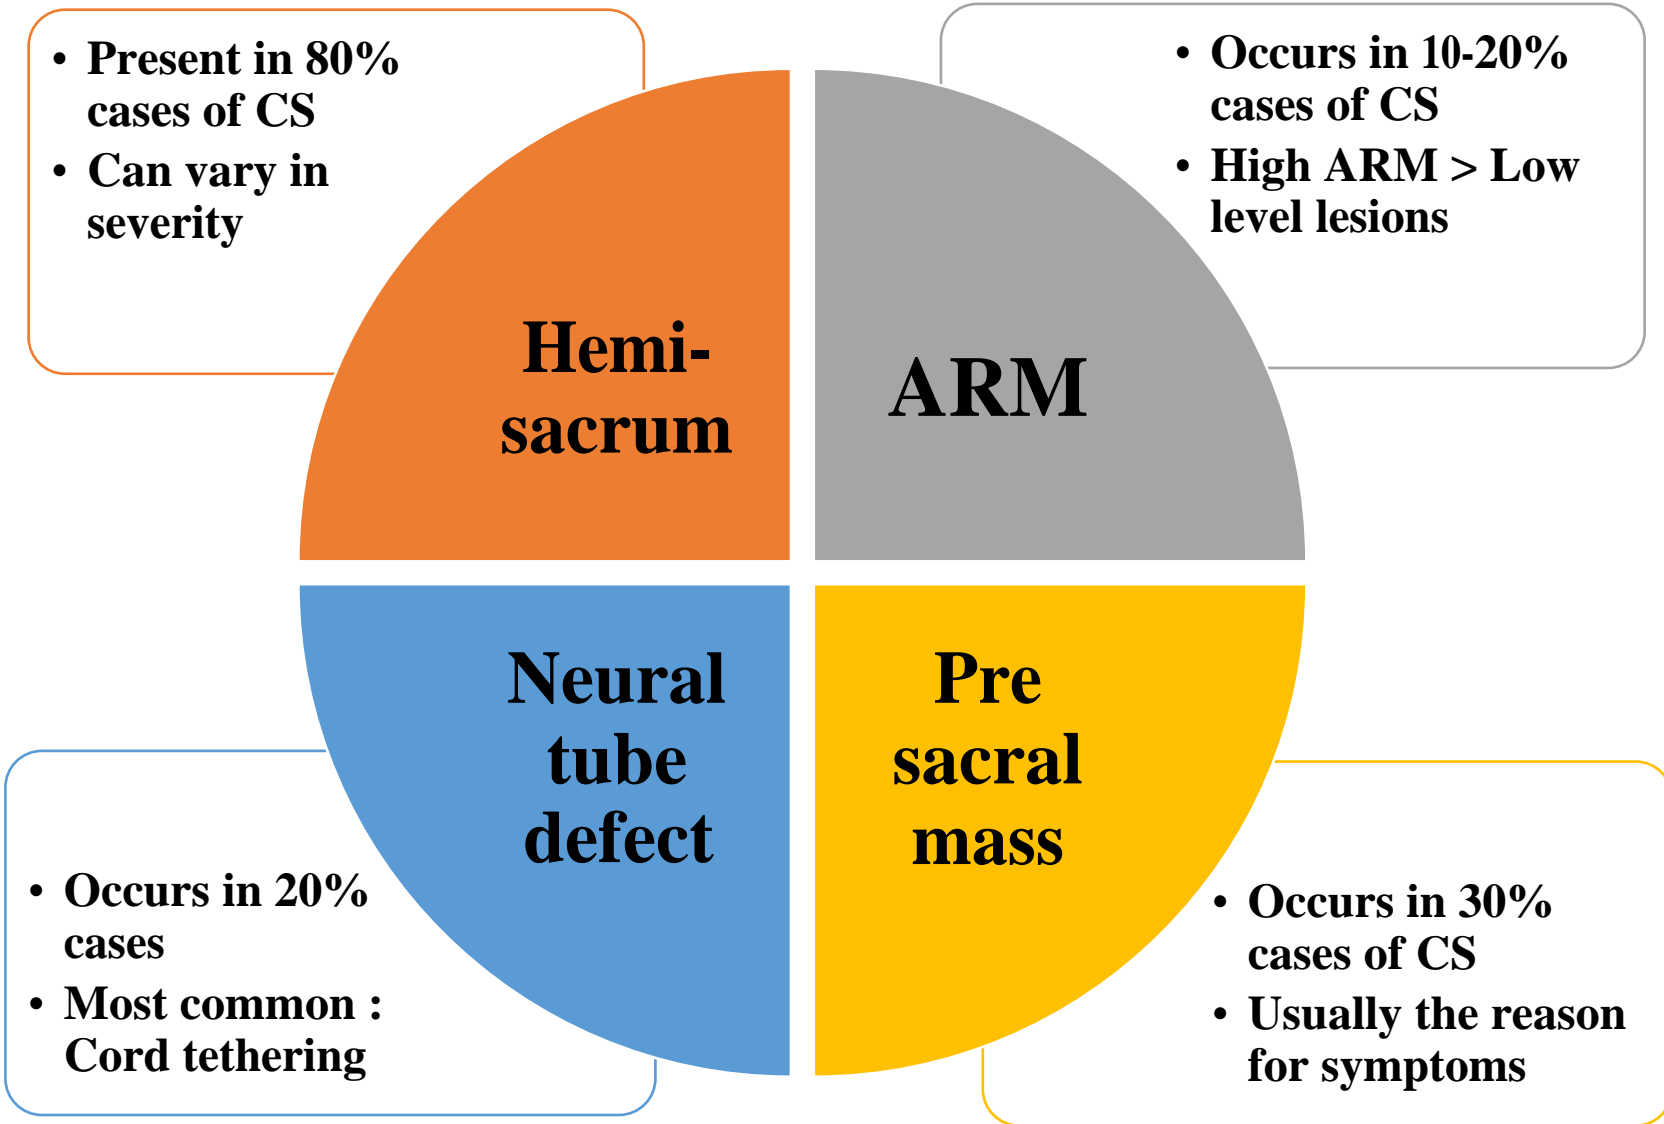 • Present in 80%
cases of CS
• Can vary in
severity
• Occurs in 10-20%
cases of CS
• High ARM > Low
level lesions
Hemi-
sacrum
ARM
Neural
tube
defect
Pre
sacral
mass
• Occurs in 20%
cases
• Most common :
Cord tethering
• Occurs in 30%
cases of CS
• Usually the reason
for symptoms